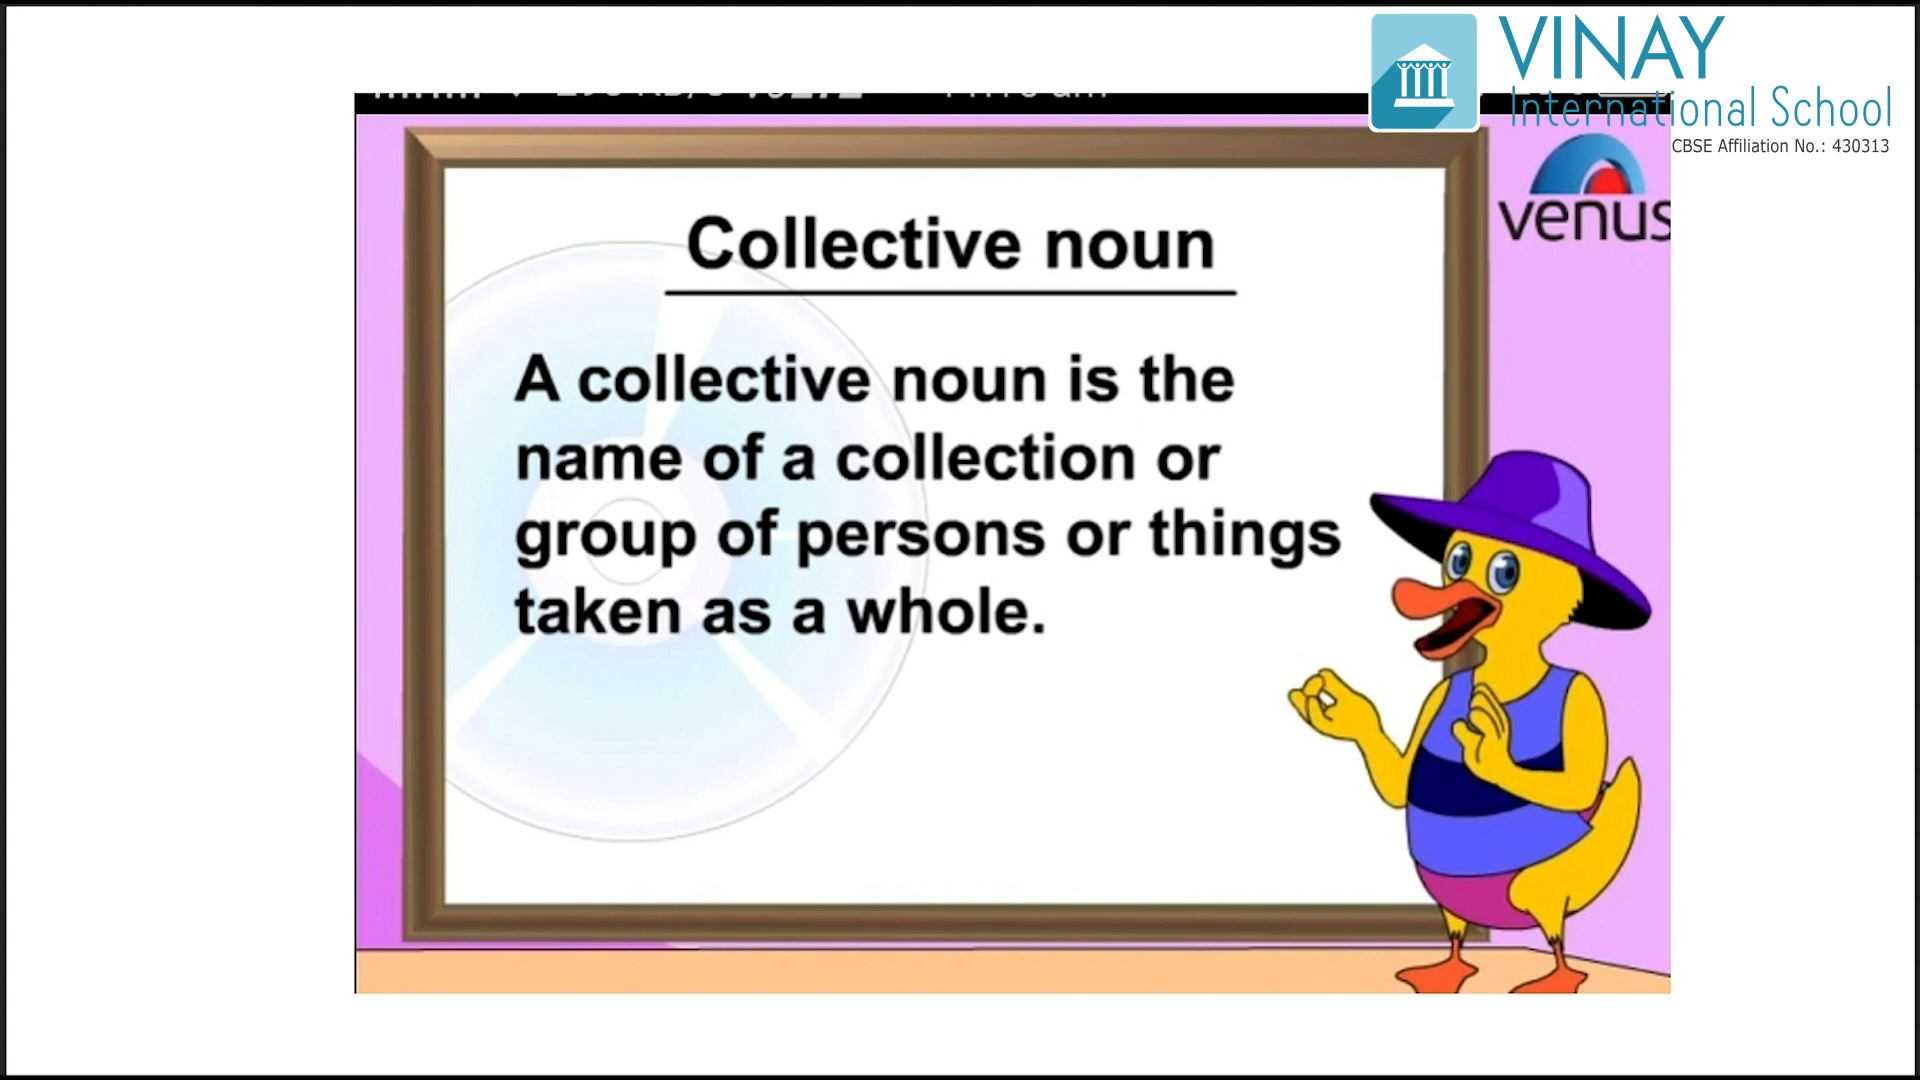 VINAY
International School
CBSE Affiliation No.: 430313
venus
Collective noun
A collective noun is the
name of a collection or
group of persons or things
taken as a whole.